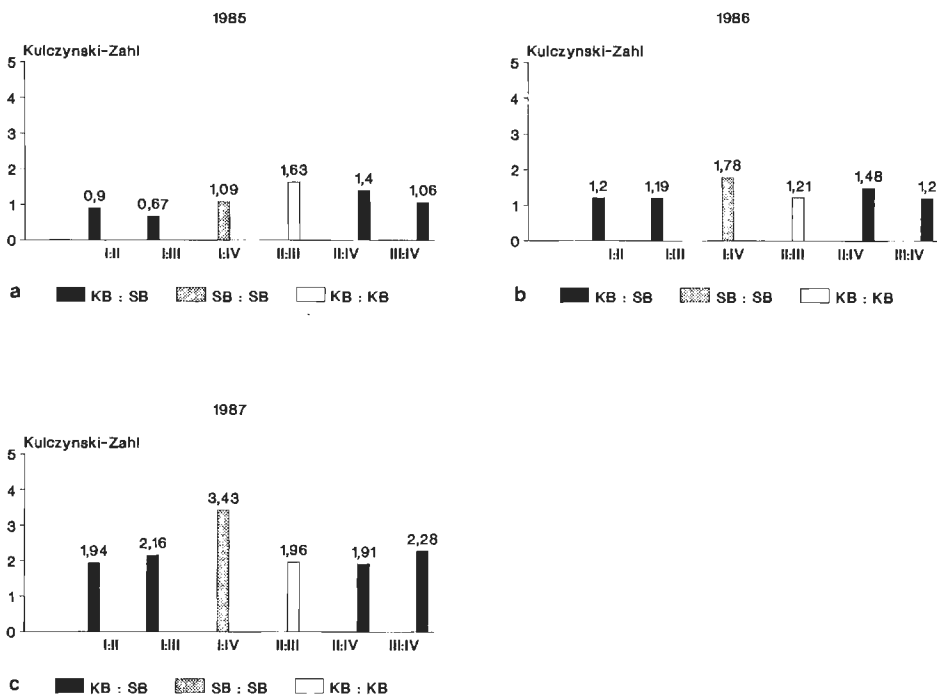 1985
Kulczynski-Zahl
5
4
3
2
1
0
0,9
0,67
1,09
1,63
1,4
1,06
I:II
I:III
I:IV
II:III
II:IV
III:IV
a
KB : SB
SB : SB
KB : KB
1986
Kulczynski-Zahl
5
4
3
2
1
0
1,2
1,19
1,78
1,21
1,48
1,2
I:II
I:III
I:IV
II:III
II:IV
III:IV
b
KB : SB
SB : SB
KB : KB
1987
Kulczynski-Zahl
5
4
3
2
1
0
1,94
2,16
3,43
1,96
1,91
2,28
I:II
I:III
I:IV
II:III
II:IV
III:IV
c
KB : SB
SB : SB
KB : KB